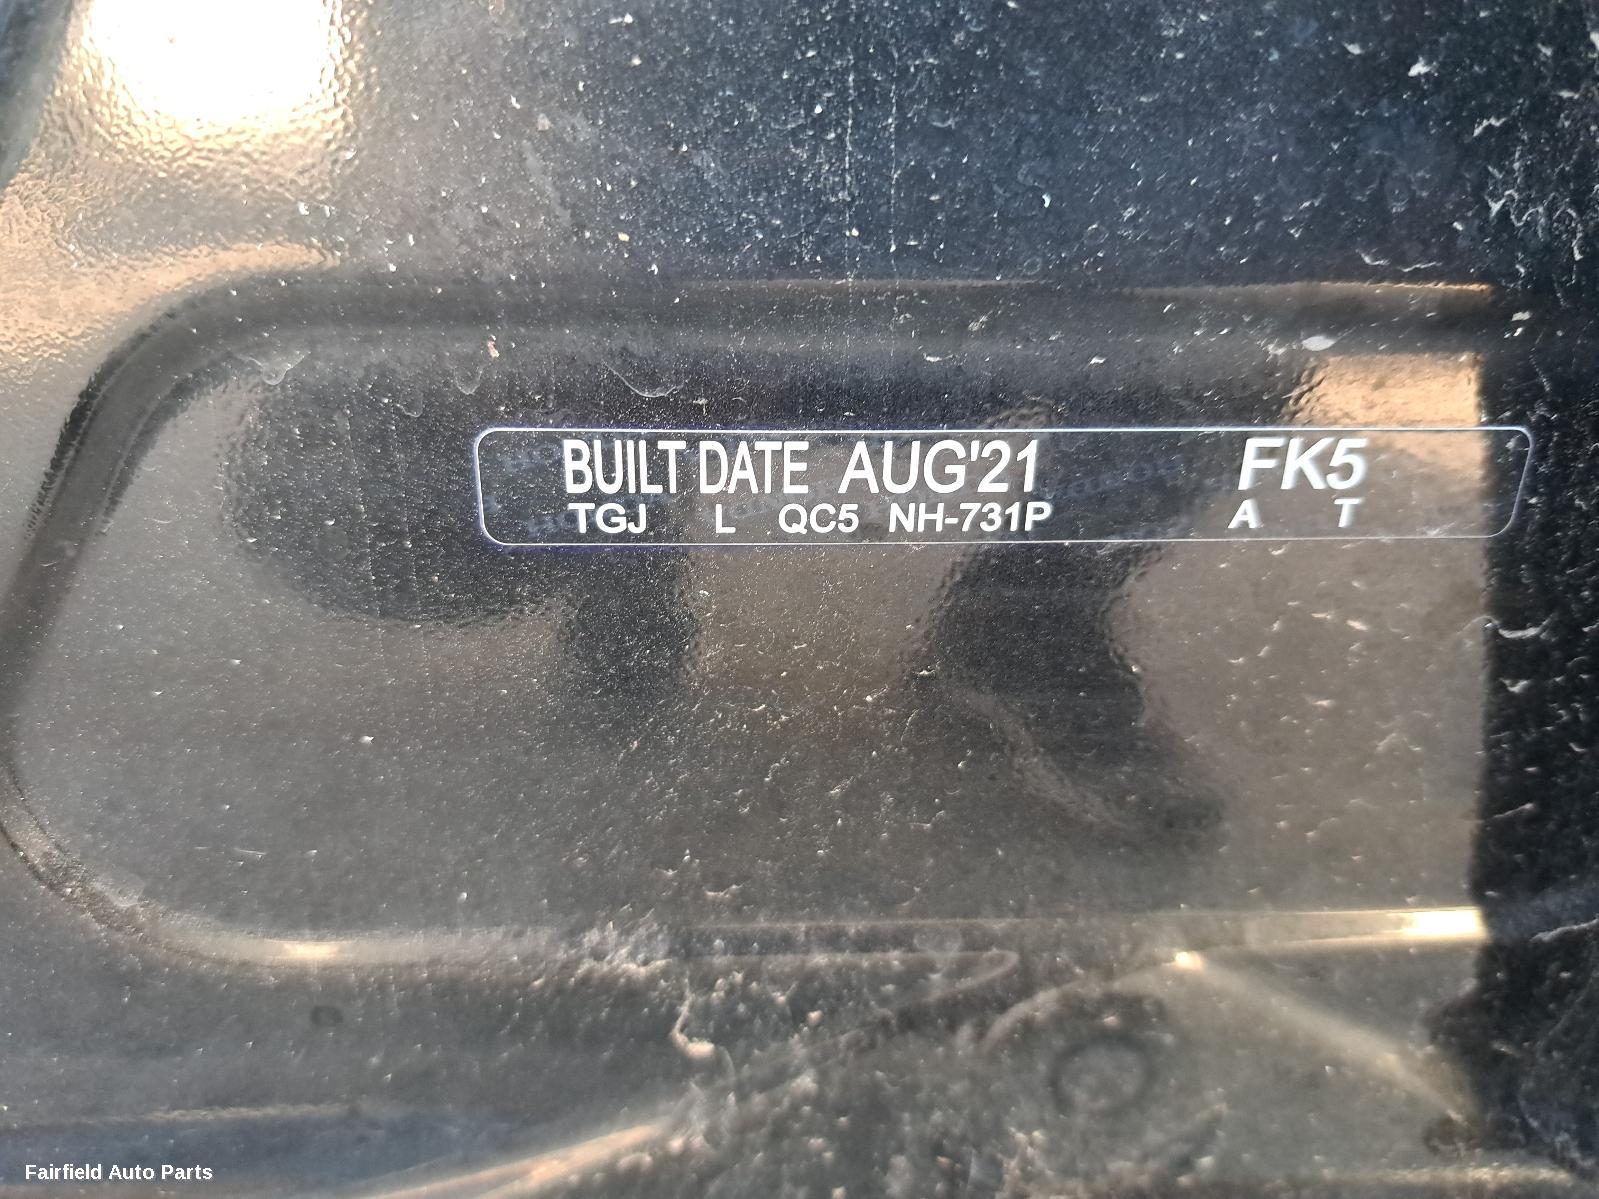 BUILT DATE AUG'21 FK5
TGJ L QC5 NH-731P A T
Fairfield Auto Parts